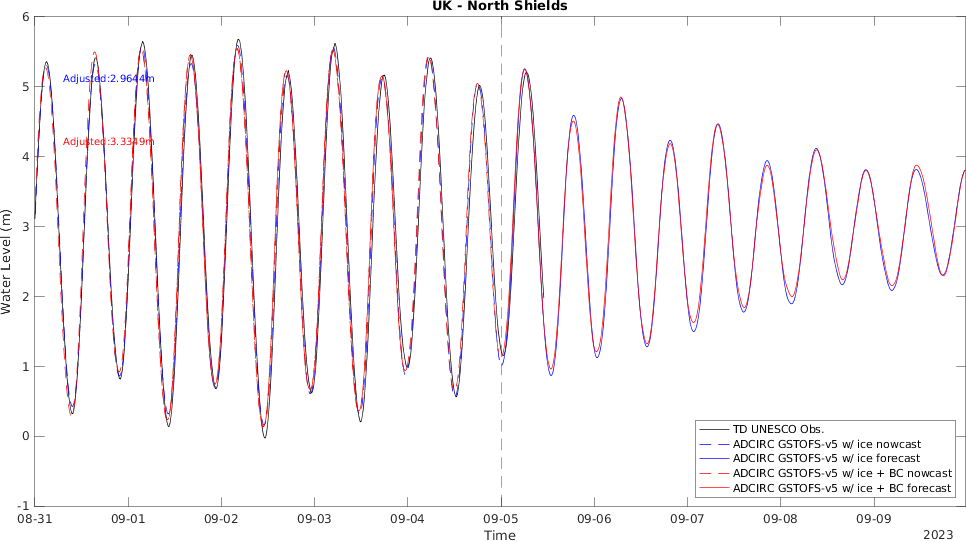 UK - North Shields
6
5
4
3
2
1
0
-1
Water Level (m)
Adjusted:2.9644m
Adjusted:3.3349m
TD UNESCO Obs.
ADCIRC GSTOFS-v5 w/ ice nowcast
ADCIRC GSTOFS-v5 w/ ice forecast
ADCIRC GSTOFS-v5 w/ ice + BC nowcast
ADCIRC GSTOFS-v5 w/ ice + BC forecast
08-31 09-01 09-02 09-03 09-04 09-05 09-06 09-07 09-08 09-09
Time
2023